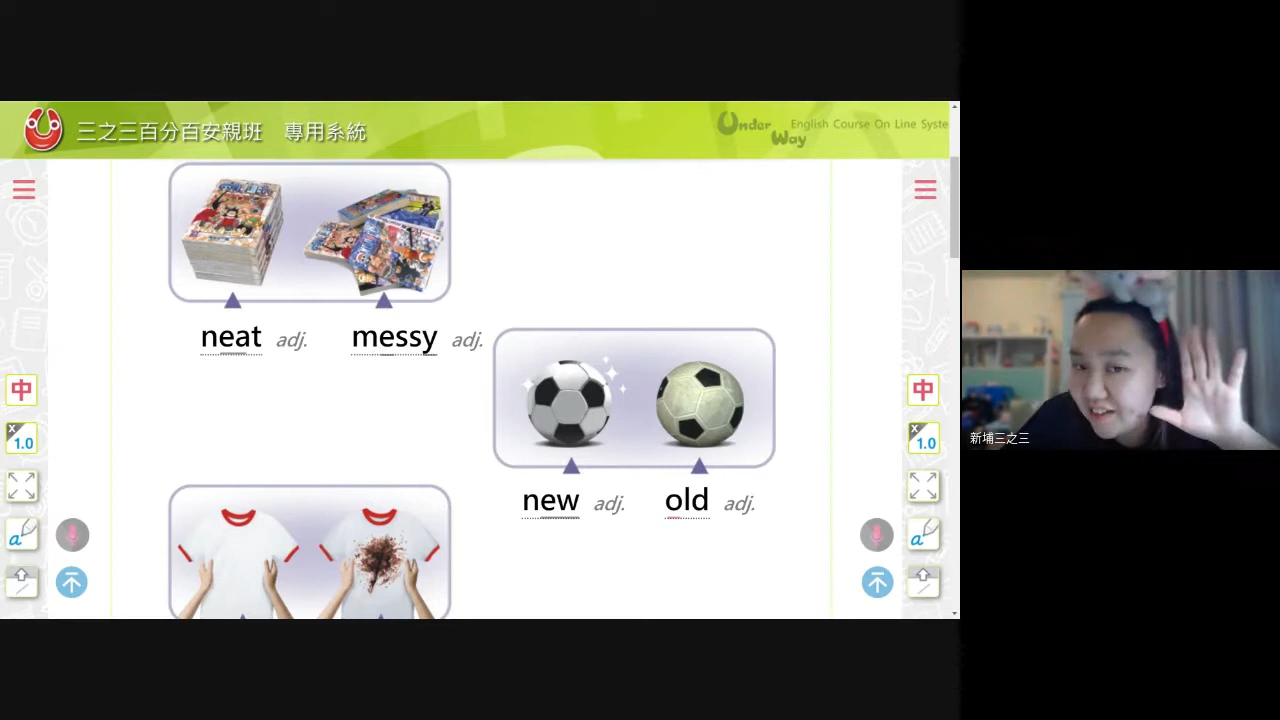 三之三百分百安親班 專用系統
Under Way
English Course On Line Syste
neat adj. messy adj.
new adj. old adj.
中
中
x 1.0
x 1.0
a
a
新埔三之三